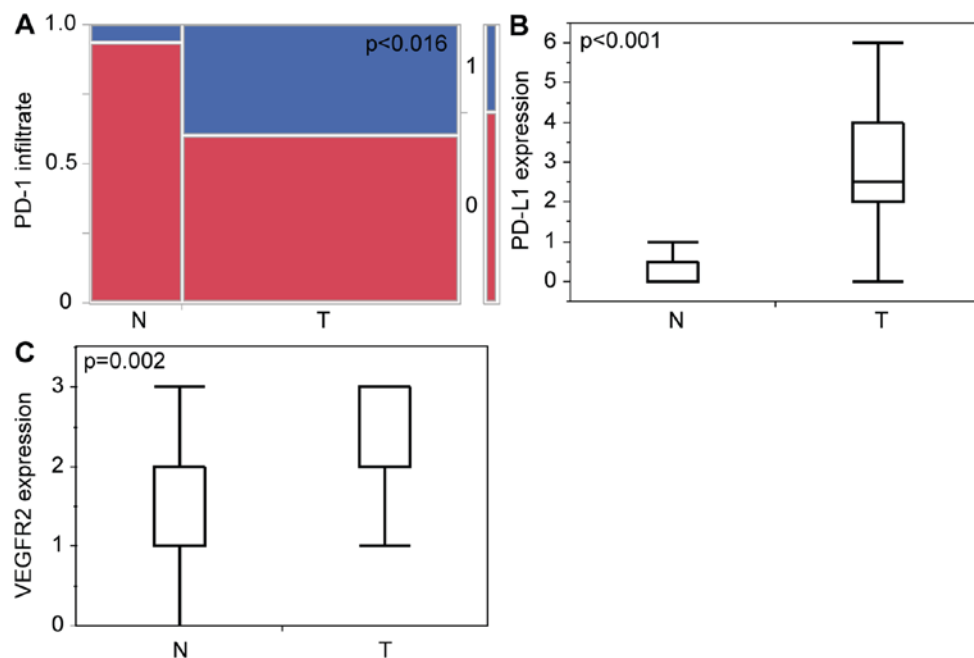 A
PD-1 infiltrate
1.0
0.5
0
p<0.016
1
0
N
T
B
PD-L1 expression
p<0.001
6
5
4
3
2
1
0
N
T
C
VEGFR2 expression
p=0.002
3
2
1
0
N
T